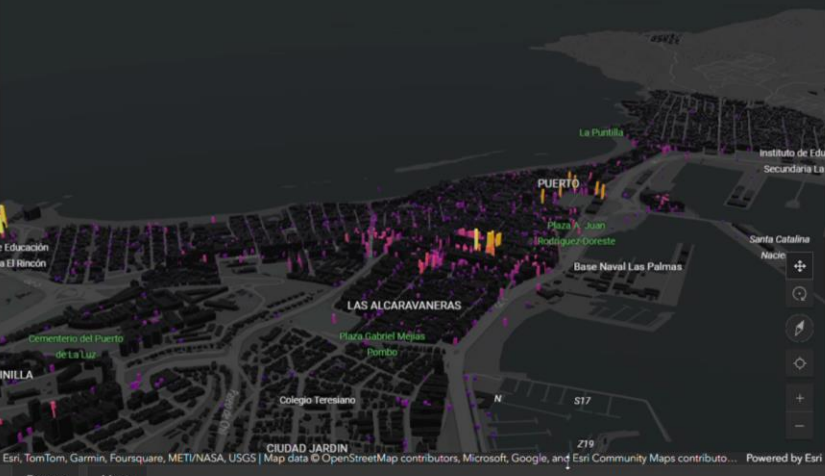 La Puntilla
Instituto de Edu
Secundaria La
PUERTO
Plaza A. Juan
Rodríguez Doreste
Santa Catalina
Nacie
e Educación
a El Rincón
Base Naval Las Palmas
LAS ALCARAVANERAS
Cementerio del Puerto
de La Luz
Plaza Gabriel Mejías
Pombo
INILLA
Colegio Teresiano
N
S17
CIUDAD JARDIN
Z19
Esri, TomTom, Garmin, Foursquare, METI/NASA, USGS | Map data © OpenStreetMap contributors, Microsoft, Google, and Esri Community Maps contributo... Powered by Esri